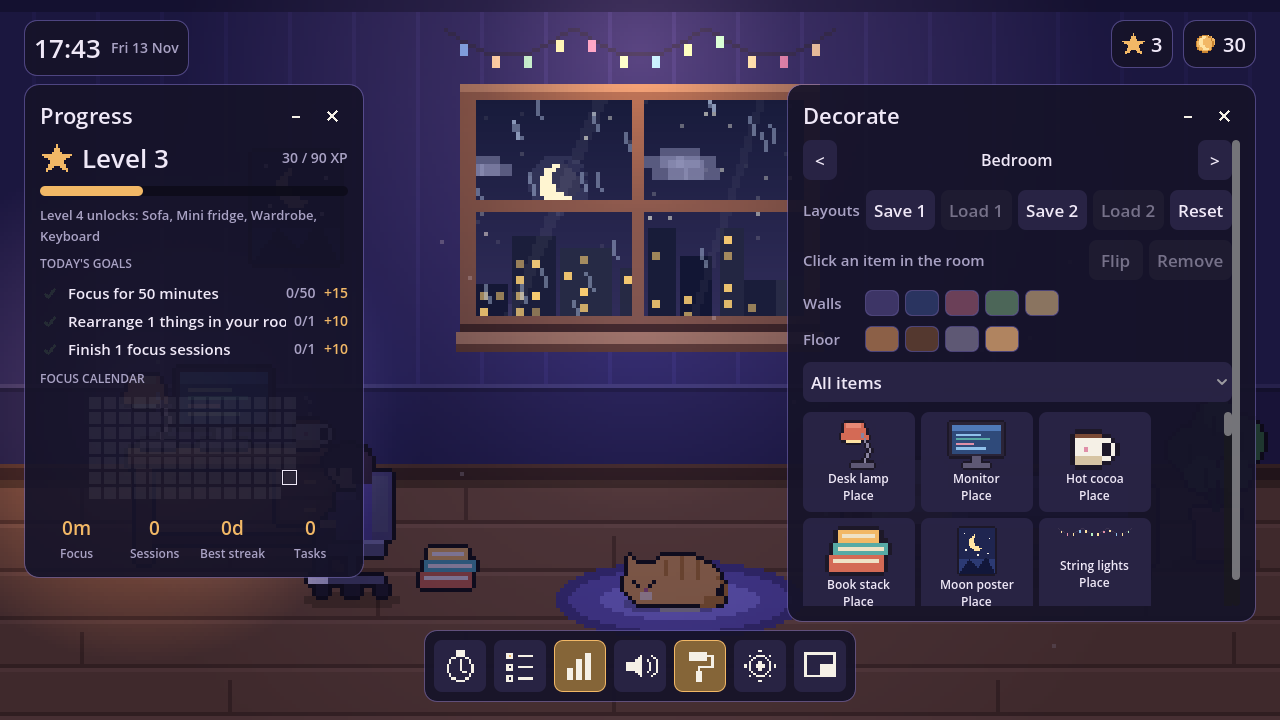 17:43 Fri 13 Nov
3
30
Progress
Level 3
30 / 90 XP
Level 4 unlocks: Sofa, Mini fridge, Wardrobe,
Keyboard
TODAY'S GOALS
Focus for 50 minutes 0/50 +15
Rearrange 1 things in your roo 0/1 +10
Finish 1 focus sessions 0/1 +10
FOCUS CALENDAR
0m 0 0d 0
Focus Sessions Best streak Tasks
Decorate
< Bedroom >
Layouts Save 1 Load 1 Save 2 Load 2 Reset
Click an item in the room Flip Remove
Walls
Floor
All items
Desk lamp Monitor Hot cocoa
Place Place Place
Book stack Moon poster String lights
Place Place Place